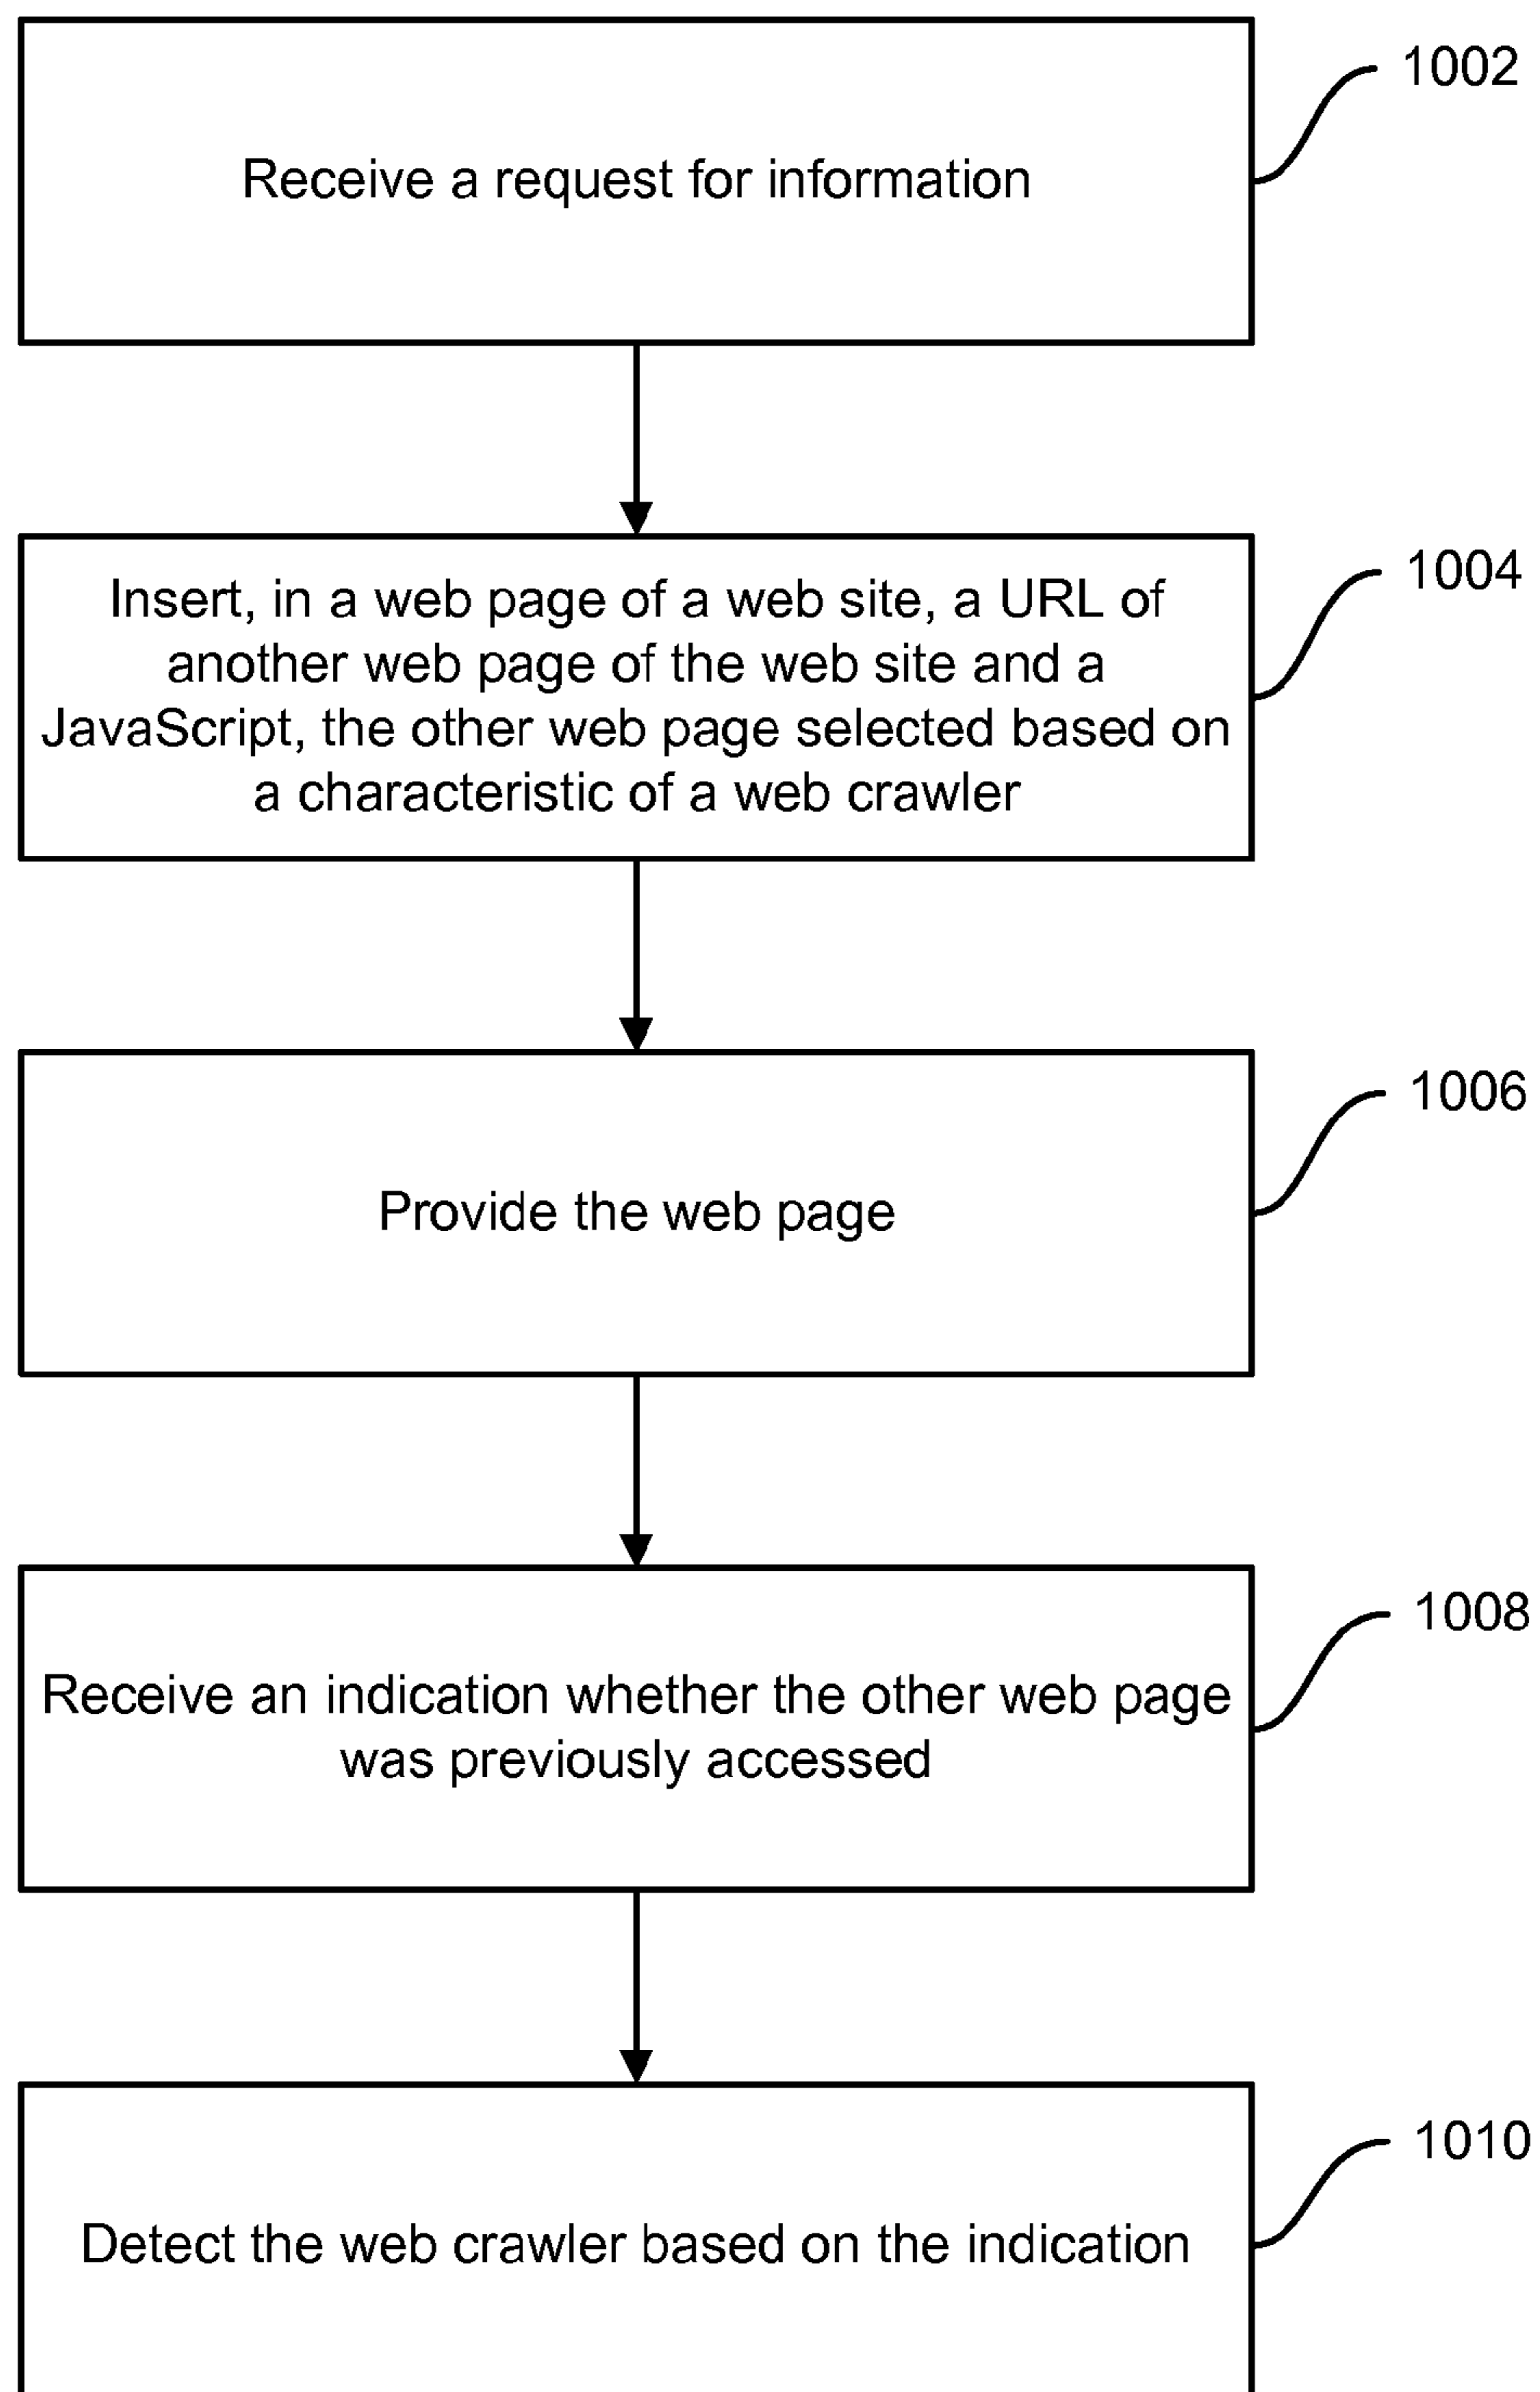 1002
Receive a request for information
1004
Insert, in a web page of a web site, a URL of
another web page of the web site and a
JavaScript, the other web page selected based on
a characteristic of a web crawler
1006
Provide the web page
1008
Receive an indication whether the other web page
was previously accessed
1010
Detect the web crawler based on the indication